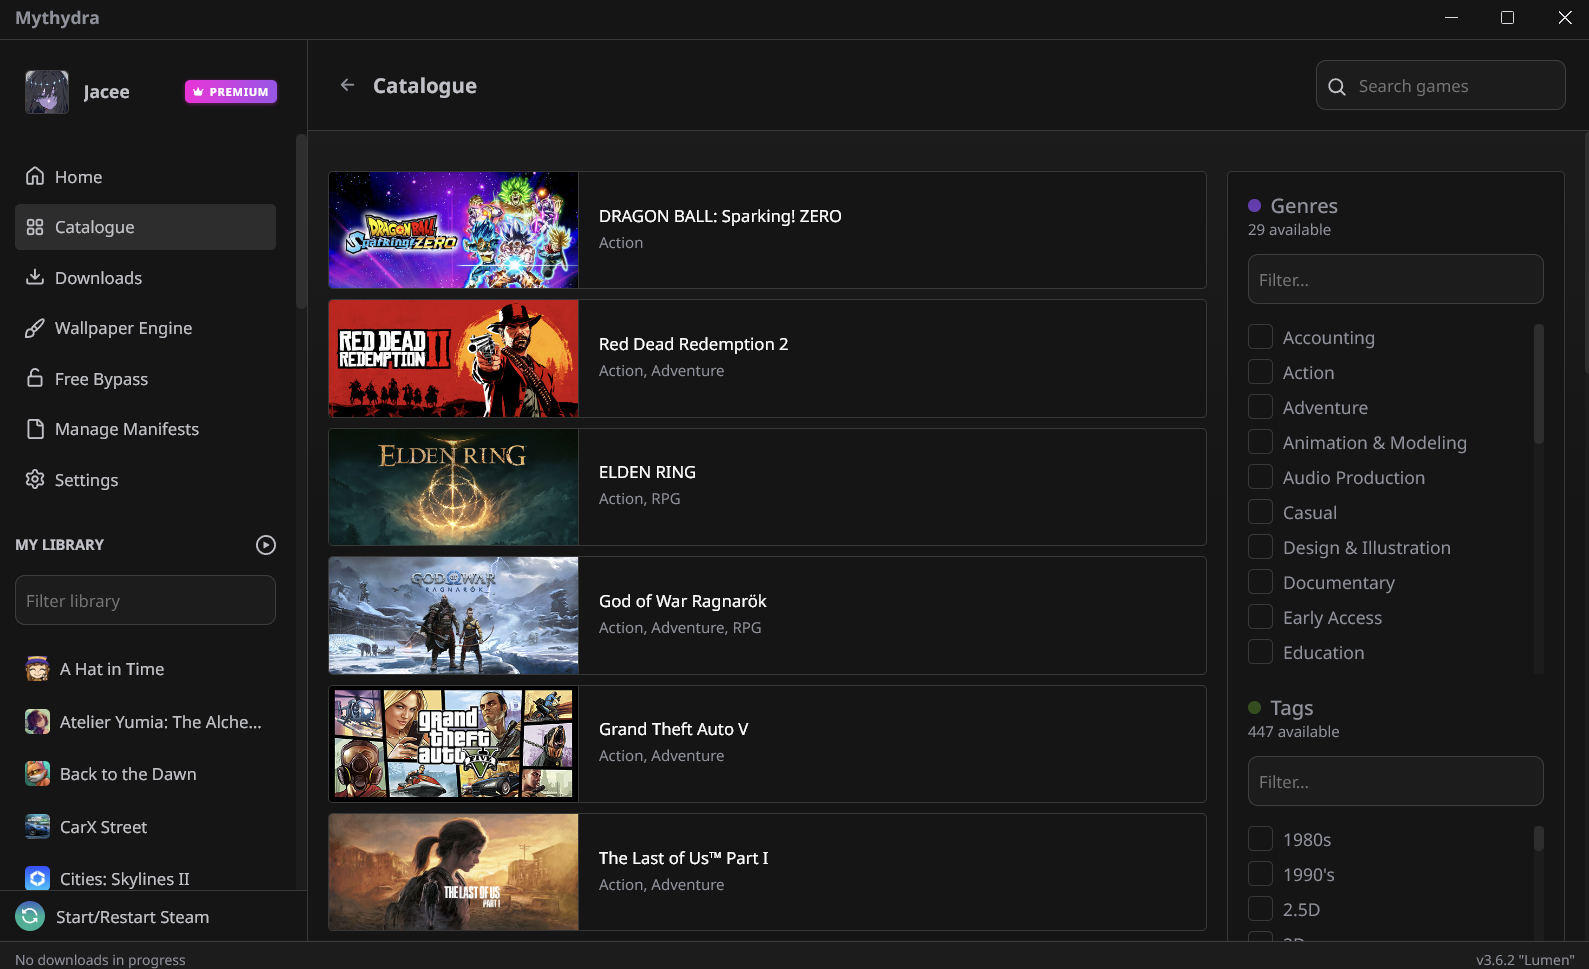 Mythydra
Jacee
PREMIUM
Home
Catalogue
Downloads
Wallpaper Engine
Free Bypass
Manage Manifests
Settings
MY LIBRARY
Filter library
A Hat in Time
Atelier Yumia: The Alche...
Back to the Dawn
CarX Street
Cities: Skylines II
Start/Restart Steam
No downloads in progress
Catalogue
Search games
DRAGON BALL
Sparking! ZERO
DRAGON BALL: Sparking! ZERO
Action
RED DEAD
REDEMPTION II
Red Dead Redemption 2
Action, Adventure
ELDEN RING
ELDEN RING
Action, RPG
GOD OF WAR
RAGNARÖK
God of War Ragnarök
Action, Adventure, RPG
grand
theft
auto V
FIVE
Grand Theft Auto V
Action, Adventure
THE LAST OF US
PART I
The Last of Us™ Part I
Action, Adventure
Genres
29 available
Filter...
Accounting
Action
Adventure
Animation & Modeling
Audio Production
Casual
Design & Illustration
Documentary
Early Access
Education
Tags
447 available
Filter...
1980s
1990's
2.5D
v3.6.2 "Lumen"